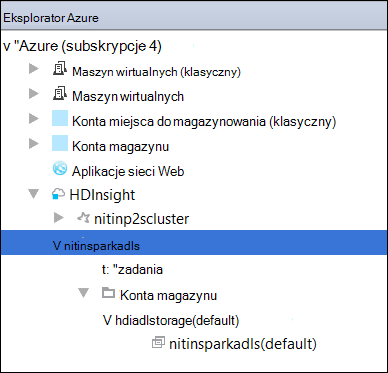 Eksplorator Azure
v "Azure (subskrypcje 4)
Maszyn wirtualnych (klasyczny)
Maszyn wirtualnych
Konta miejsca do magazynowania (klasyczny)
Konta magazynu
Aplikacje sieci Web
HDInsight
nitinp2scluster
V nitinsparkadls
t: "zadania
Konta magazynu
V hdiadlstorage(default)
nitinsparkadls(default)